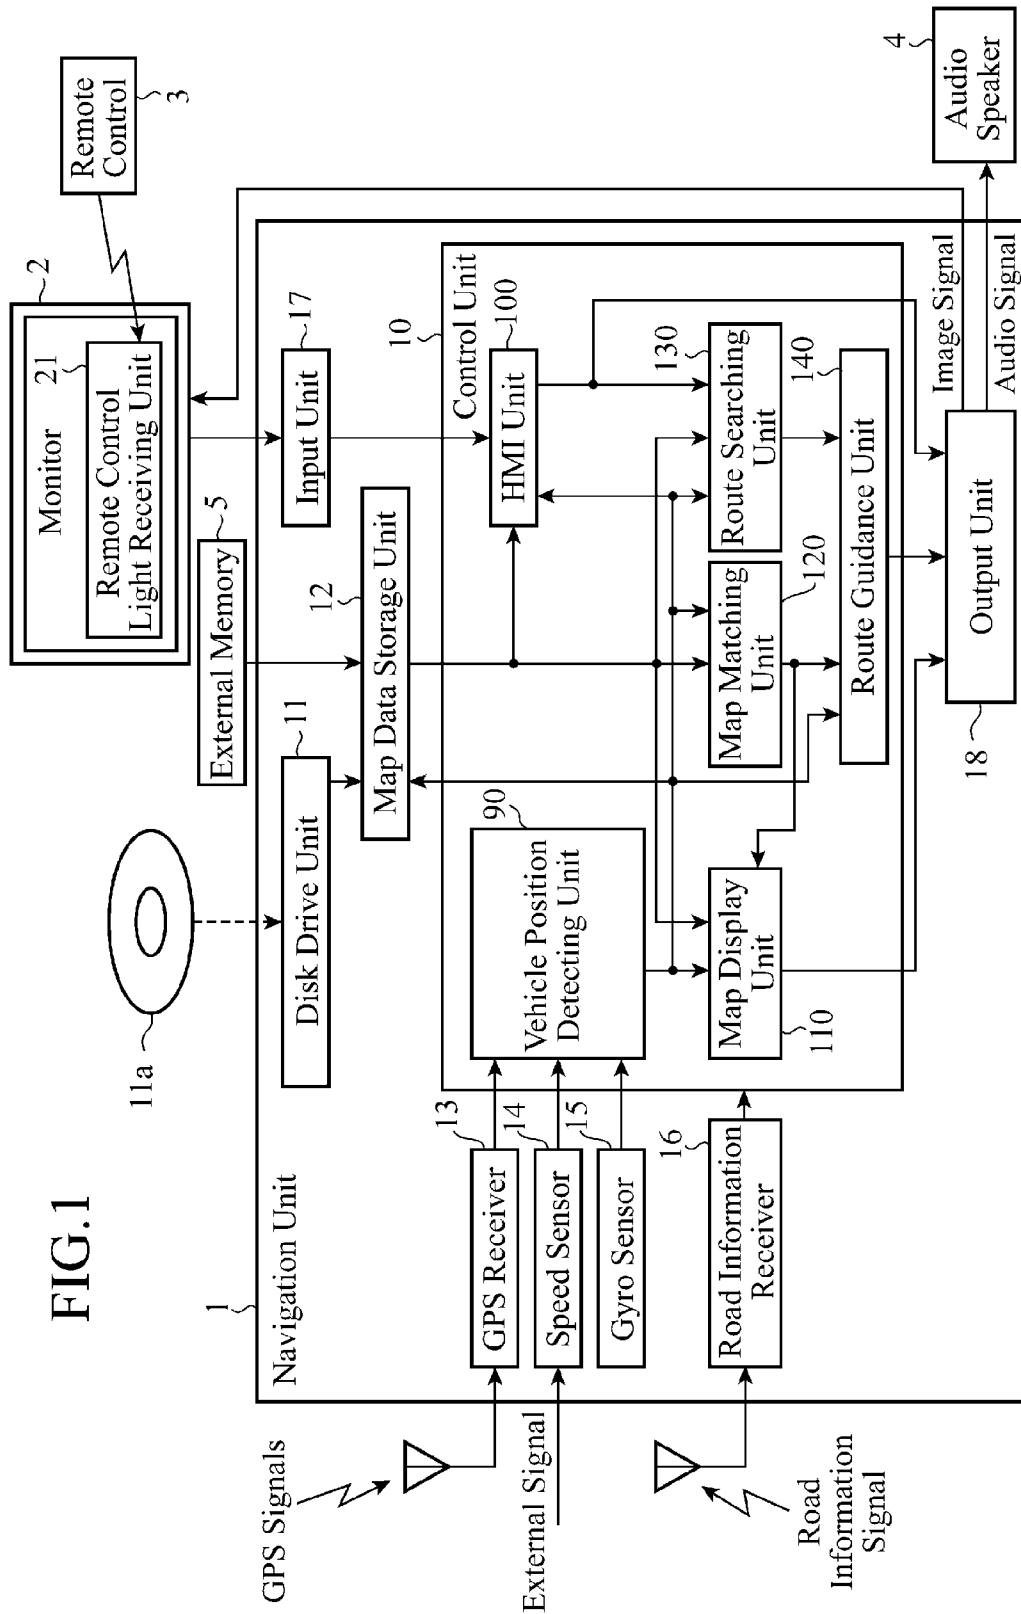 FIG.1
11a
External Memory
5
Monitor
2
21
Remote Control
Light Receiving Unit
Remote
Control
3
1
Navigation Unit
Disk Drive Unit
11
Map Data Storage Unit
12
Input Unit
17
GPS Signals
GPS Receiver
13
External Signal
Speed Sensor
14
Gyro Sensor
15
Road
Information
Signal
Road Information
Receiver
16
10
Control Unit
Vehicle Position
Detecting Unit
90
HMI Unit
100
Map Display
Unit
110
Map Matching
Unit
120
Route Searching
Unit
130
Route Guidance Unit
140
Output Unit
18
Image Signal
Audio Signal
Audio
Speaker
4